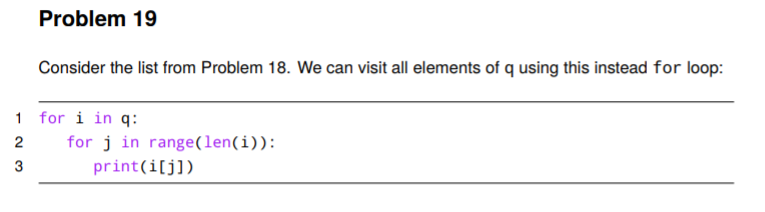 Problem 19
Consider the list from Problem 18. We can visit all elements of q using this instead for loop:
1 for i in q:
2 for j in range(len(i)):
3 print(i[j])